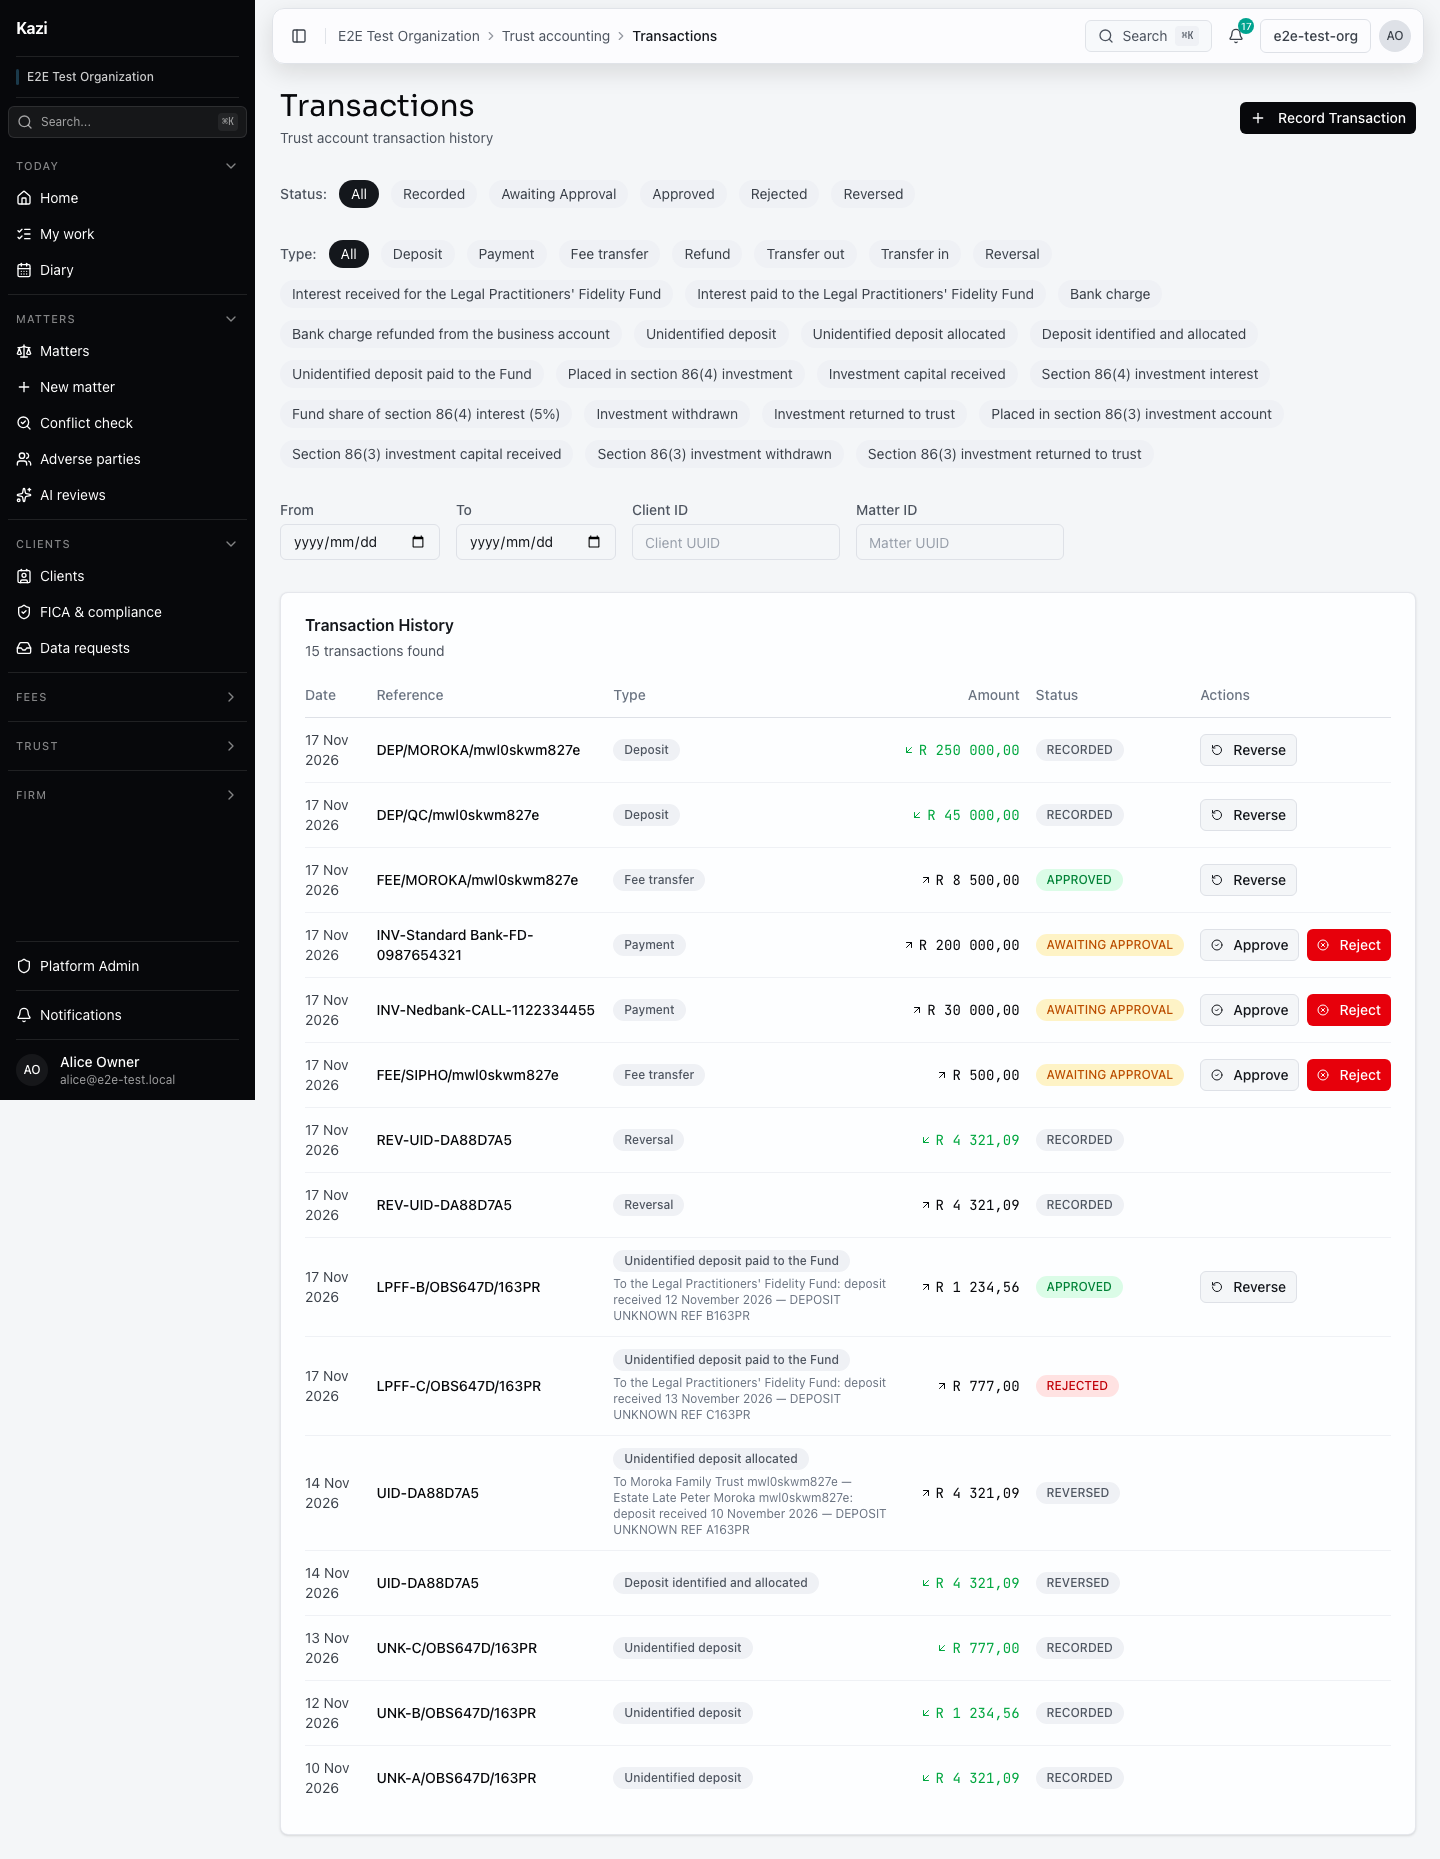 Kazi
E2E Test Organization
Search... ⌘K
TODAY
Home
My work
Diary
MATTERS
Matters
New matter
Conflict check
Adverse parties
AI reviews
CLIENTS
Clients
FICA & compliance
Data requests
FEES
TRUST
FIRM
Platform Admin
Notifications
AO Alice Owner
alice@e2e-test.local
E2E Test Organization > Trust accounting > Transactions
Search ⌘K 17 e2e-test-org AO
Transactions
Trust account transaction history
Record Transaction
Status: All Recorded Awaiting Approval Approved Rejected Reversed
Type: All Deposit Payment Fee transfer Refund Transfer out Transfer in Reversal
Interest received for the Legal Practitioners' Fidelity Fund Interest paid to the Legal Practitioners' Fidelity Fund Bank charge
Bank charge refunded from the business account Unidentified deposit Unidentified deposit allocated Deposit identified and allocated
Unidentified deposit paid to the Fund Placed in section 86(4) investment Investment capital received Section 86(4) investment interest
Fund share of section 86(4) interest (5%) Investment withdrawn Investment returned to trust Placed in section 86(3) investment account
Section 86(3) investment capital received Section 86(3) investment withdrawn Section 86(3) investment returned to trust
From To Client ID Matter ID
yyyy/mm/dd yyyy/mm/dd Client UUID Matter UUID
Transaction History
15 transactions found
Date Reference Type Amount Status Actions
17 Nov 2026 DEP/MOROKA/mwl0skwm827e Deposit R 250 000,00 RECORDED Reverse
17 Nov 2026 DEP/QC/mwl0skwm827e Deposit R 45 000,00 RECORDED Reverse
17 Nov 2026 FEE/MOROKA/mwl0skwm827e Fee transfer R 8 500,00 APPROVED Reverse
17 Nov 2026 INV-Standard Bank-FD-
0987654321 Payment R 200 000,00 AWAITING APPROVAL Approve Reject
17 Nov 2026 INV-Nedbank-CALL-1122334455 Payment R 30 000,00 AWAITING APPROVAL Approve Reject
17 Nov 2026 FEE/SIPHO/mwl0skwm827e Fee transfer R 500,00 AWAITING APPROVAL Approve Reject
17 Nov 2026 REV-UID-DA88D7A5 Reversal R 4 321,09 RECORDED
17 Nov 2026 REV-UID-DA88D7A5 Reversal R 4 321,09 RECORDED
17 Nov 2026 LPFF-B/OBS647D/163PR Unidentified deposit paid to the Fund R 1 234,56 APPROVED Reverse
To the Legal Practitioners' Fidelity Fund: deposit
received 12 November 2026 — DEPOSIT
UNKNOWN REF B163PR
17 Nov 2026 LPFF-C/OBS647D/163PR Unidentified deposit paid to the Fund R 777,00 REJECTED
To the Legal Practitioners' Fidelity Fund: deposit
received 13 November 2026 — DEPOSIT
UNKNOWN REF C163PR
14 Nov 2026 UID-DA88D7A5 Unidentified deposit allocated R 4 321,09 REVERSED
To Moroka Family Trust mwl0skwm827e —
Estate Late Peter Moroka mwl0skwm827e:
deposit received 10 November 2026 — DEPOSIT
UNKNOWN REF A163PR
14 Nov 2026 UID-DA88D7A5 Deposit identified and allocated R 4 321,09 REVERSED
13 Nov 2026 UNK-C/OBS647D/163PR Unidentified deposit R 777,00 RECORDED
12 Nov 2026 UNK-B/OBS647D/163PR Unidentified deposit R 1 234,56 RECORDED
10 Nov 2026 UNK-A/OBS647D/163PR Unidentified deposit R 4 321,09 RECORDED